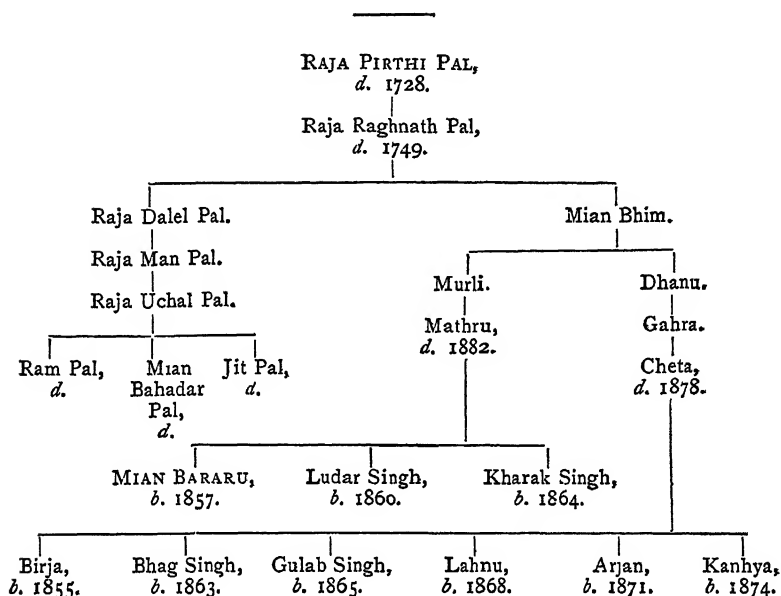 RAJA PIRTHI PAL,
d. 1728.
Raja Raghnath Pal,
d. 1749.
Raja Dalel Pal.
Mian Bhim.
Raja Man Pal.
Murli.
Dhanu.
Raja Uchal Pal.
Mathru,
d. 1882.
Gahra.
Ram Pal,
d.
Mian
Bahadar
Pal,
d.
Jit Pal,
d.
Cheta,
d. 1878.
MIAN BARARU,
b. 1857.
Ludar Singh,
b. 1860.
Kharak Singh,
b. 1864.
Birja,
b. 1855.
Bhag Singh,
b. 1863.
Gulab Singh,
b. 1865.
Lahnu,
b. 1868.
Arjan,
b. 1871.
Kanhya,
b. 1874.